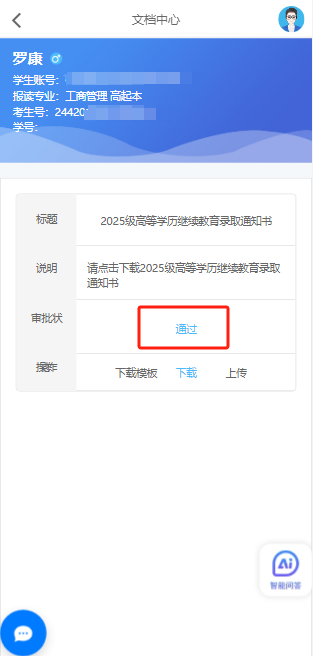 文档中心
罗康
学生账号：
报读专业：工商管理 高起本
考生号：24420
学号：
标题
2025级高等学历继续教育录取通知书
说明
请点击下载2025级高等学历继续教育录
取通知书
审批状
通过
操作
下载模板 下载 上传
Ai
智能问答